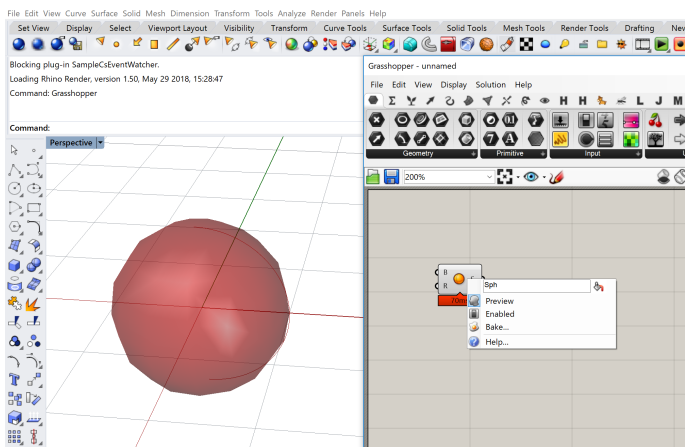 File Edit View Curve Surface Solid Mesh Dimension Transform Tools Analyze Render Panels Help
Set View Display Select Viewport Layout Visibility Transform Curve Tools Surface Tools Solid Tools Mesh Tools Render Tools Drafting New
Blocking plug-in SampleCsEventWatcher.
Loading Rhino Render, version 1.50, May 29 2018, 15:28:47
Command: Grasshopper
Command:
Perspective
Grasshopper - unnamed
File Edit View Display Solution Help
Geometry Primitive Input
200%
B
R
70m
Sph
Preview
Enabled
Bake...
Help...